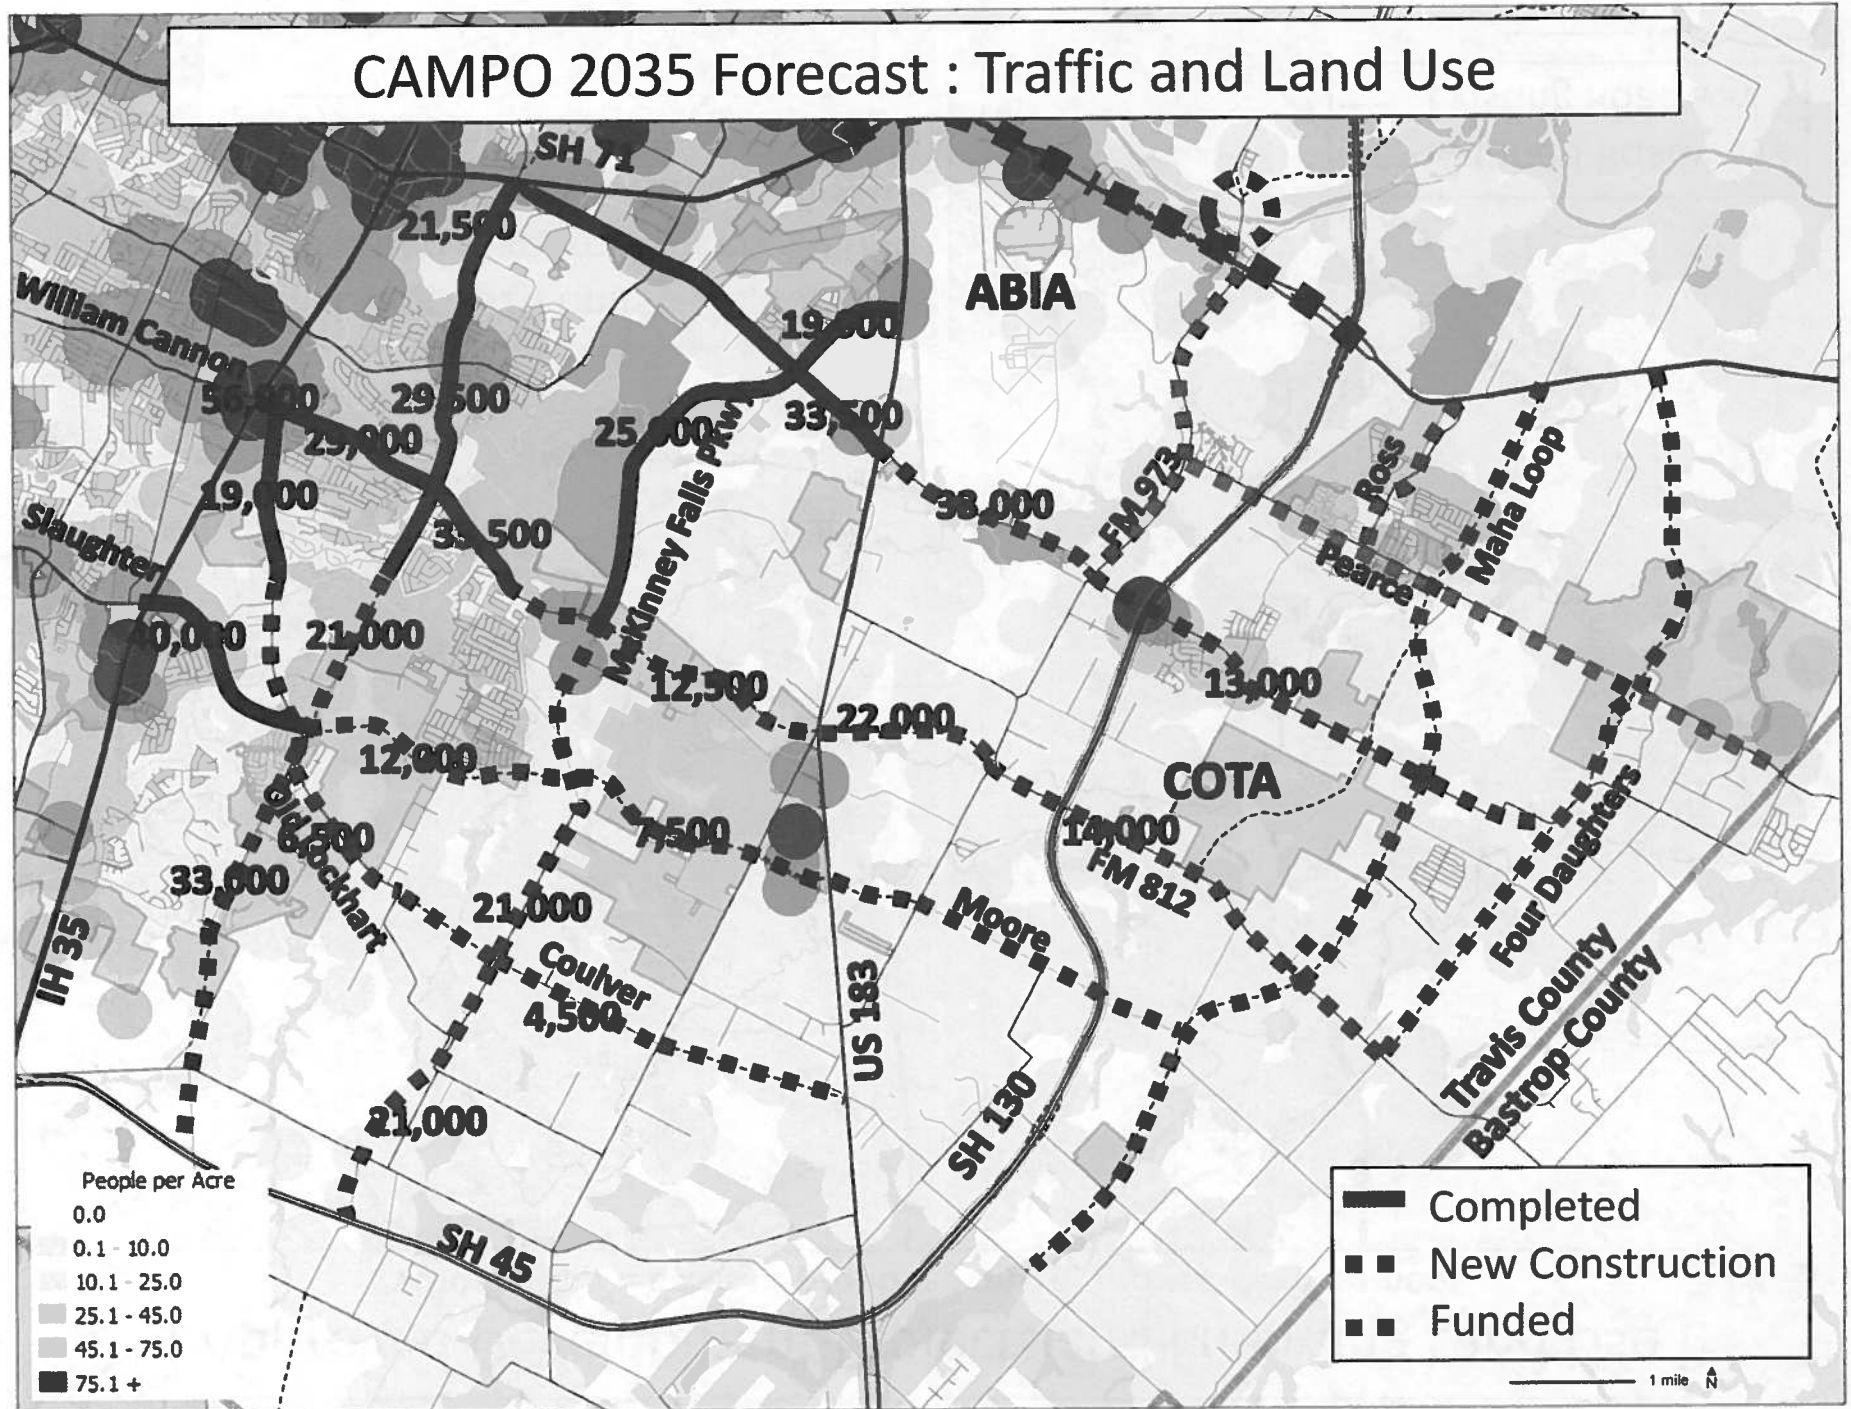 CAMPO 2035 Forecast : Traffic and Land Use
SH 71
21,500
William Cannon
ABIA
19,000
56,000
29,500
29,000
25,000
33,500
19,000
38,000
FM 973
Ross
Maha Loop
Slaughter
33,500
McKinney Falls Pkwy
Pearce
21,000
12,500
13,000
22,000
12,000
COTA
Old Lockhart
6,500
7,500
14,000
FM 812
33,000
21,000
Moore
Four Daughters
IH 35
Coulver
4,500
US 183
Travis County
Bastrop County
21,000
SH 130
SH 45
People per Acre
0.0
0.1 - 10.0
10.1 - 25.0
25.1 - 45.0
45.1 - 75.0
75.1 +
Completed
New Construction
Funded
1 mile
N